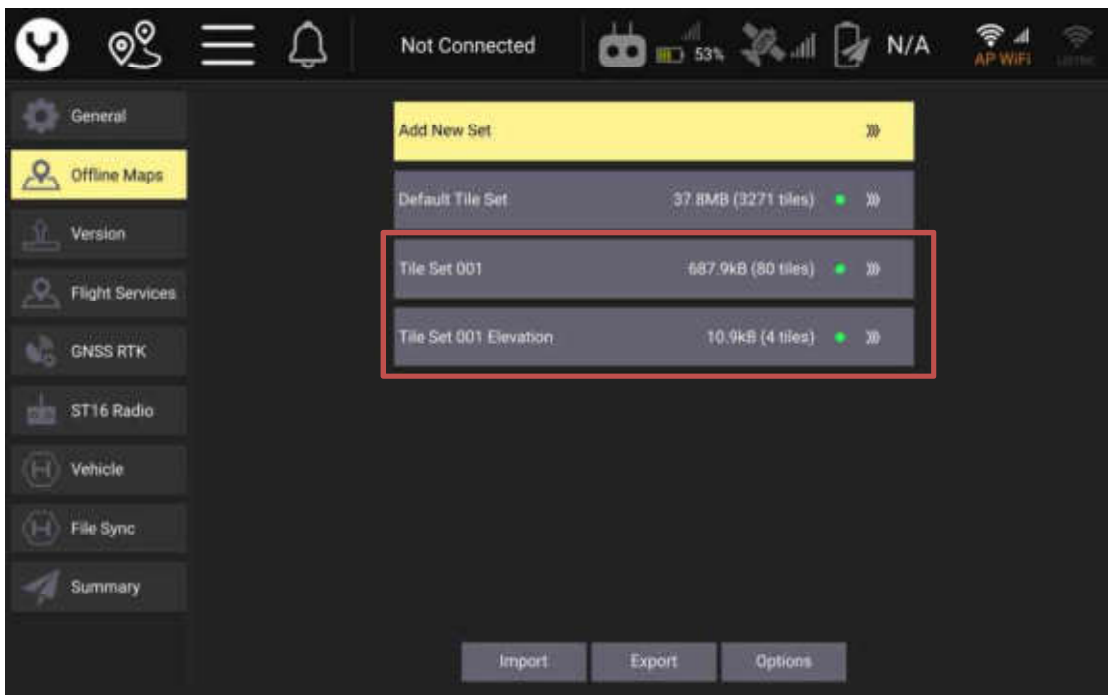 Not Connected
53%
N/A
AP WiFi
General
Offline Maps
Version
Flight Services
GNSS RTK
ST16 Radio
Vehicle
File Sync
Summary
Add New Set
Default Tile Set 37.8MB (3271 tiles)
Tile Set 001 687.9kB (80 tiles)
Tile Set 001 Elevation 10.9kB (4 tiles)
Import Export Options